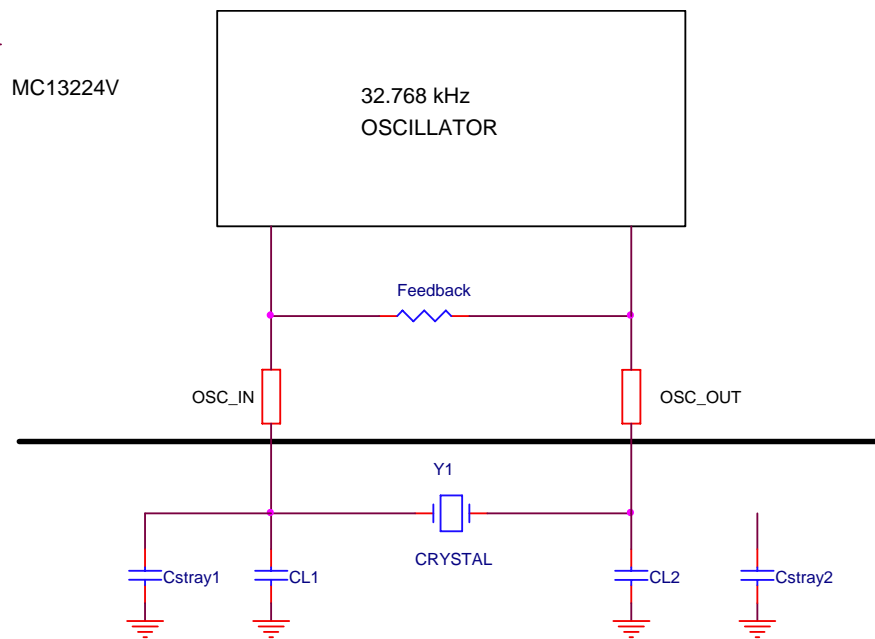 MC13224V
32.768 kHz
OSCILLATOR
Feedback
OSC_IN
OSC_OUT
Y1
CRYSTAL
Cstray1
CL1
CL2
Cstray2